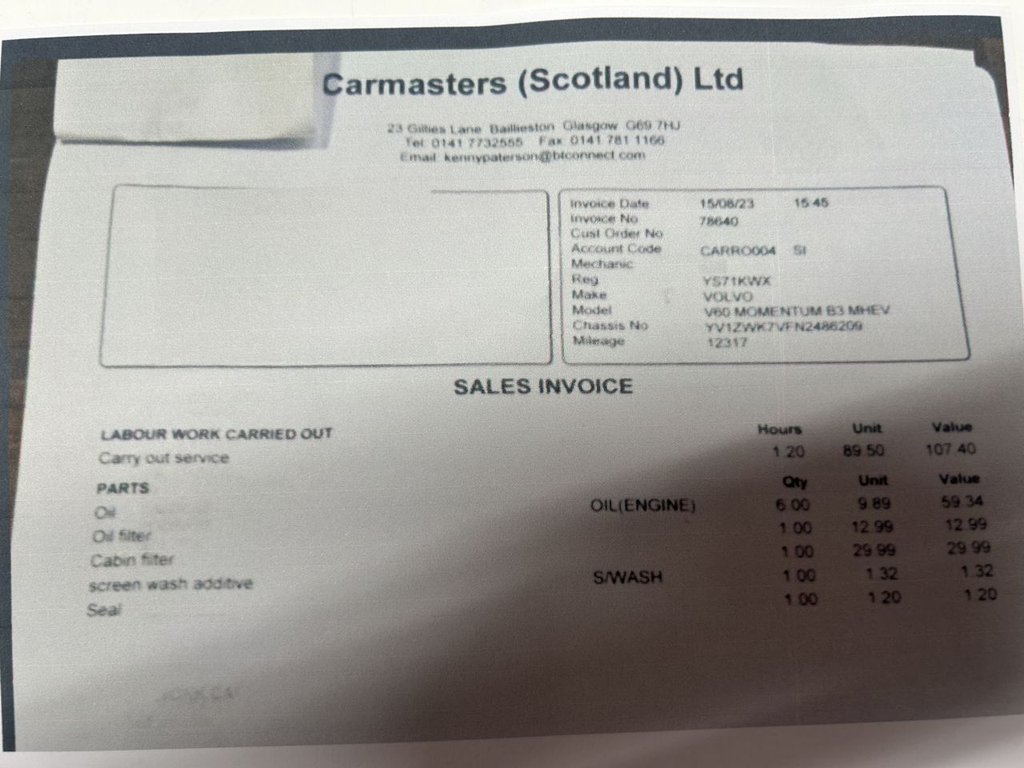 Carmasters (Scotland) Ltd
23 Gillies Lane Baillieston Glasgow G69 7HJ
Tel 0141 7732555 Fax 0141 781 1166
Email kennypaterson@btconnect.com
Invoice Date 15/08/23 15:45
Invoice No 78640
Cust Order No
Account Code CARRO004 SI
Mechanic
Reg YS71KWX
Make VOLVO
Model V60 MOMENTUM B3 MHEV
Chassis No YV1ZWK7VFN2486209
Mileage 12317
SALES INVOICE
LABOUR WORK CARRIED OUT Hours Unit Value
Carry out service 1.20 89.50 107.40
PARTS Qty Unit Value
Oil OIL(ENGINE) 6.00 9.89 59.34
Oil filter 1.00 12.99 12.99
Cabin filter 1.00 29.99 29.99
screen wash additive S/WASH 1.00 1.32 1.32
Seal 1.00 1.20 1.20